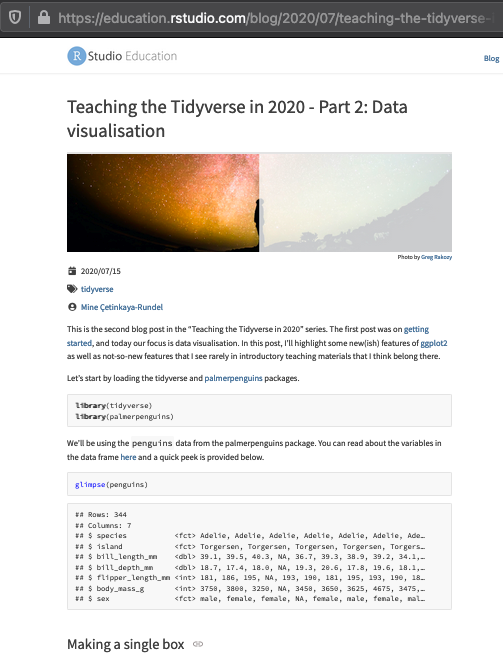 https://education.rstudio.com/blog/2020/07/teaching-the-tidyverse-
R Studio Education
Blog
Teaching the Tidyverse in 2020 - Part 2: Data
visualisation
Photo by Greg Rakozy
2020/07/15
tidyverse
Mine Çetinkaya-Rundel
This is the second blog post in the “Teaching the Tidyverse in 2020” series. The first post was on getting
started, and today our focus is data visualisation. In this post, I’ll highlight some new(ish) features of ggplot2
as well as not-so-new features that I see rarely in introductory teaching materials that I think belong there.
Let’s start by loading the tidyverse and palmerpenguins packages.
library(tidyverse)
library(palmerpenguins)
We’ll be using the penguins data from the palmerpenguins package. You can read about the variables in
the data frame here and a quick peek is provided below.
glimpse(penguins)
## Rows: 344
## Columns: 7
## $ species <fct> Adelie, Adelie, Adelie, Adelie, Adelie, Adelie, Ade…
## $ island <fct> Torgersen, Torgersen, Torgersen, Torgersen, Torgers…
## $ bill_length_mm <dbl> 39.1, 39.5, 40.3, NA, 36.7, 39.3, 38.9, 39.2, 34.1,…
## $ bill_depth_mm <dbl> 18.7, 17.4, 18.0, NA, 19.3, 20.6, 17.8, 19.6, 18.1,…
## $ flipper_length_mm <int> 181, 186, 195, NA, 193, 190, 181, 195, 193, 190, 18…
## $ body_mass_g <int> 3750, 3800, 3250, NA, 3450, 3650, 3625, 4675, 3475,…
## $ sex <fct> male, female, female, NA, female, male, female, mal…
Making a single box